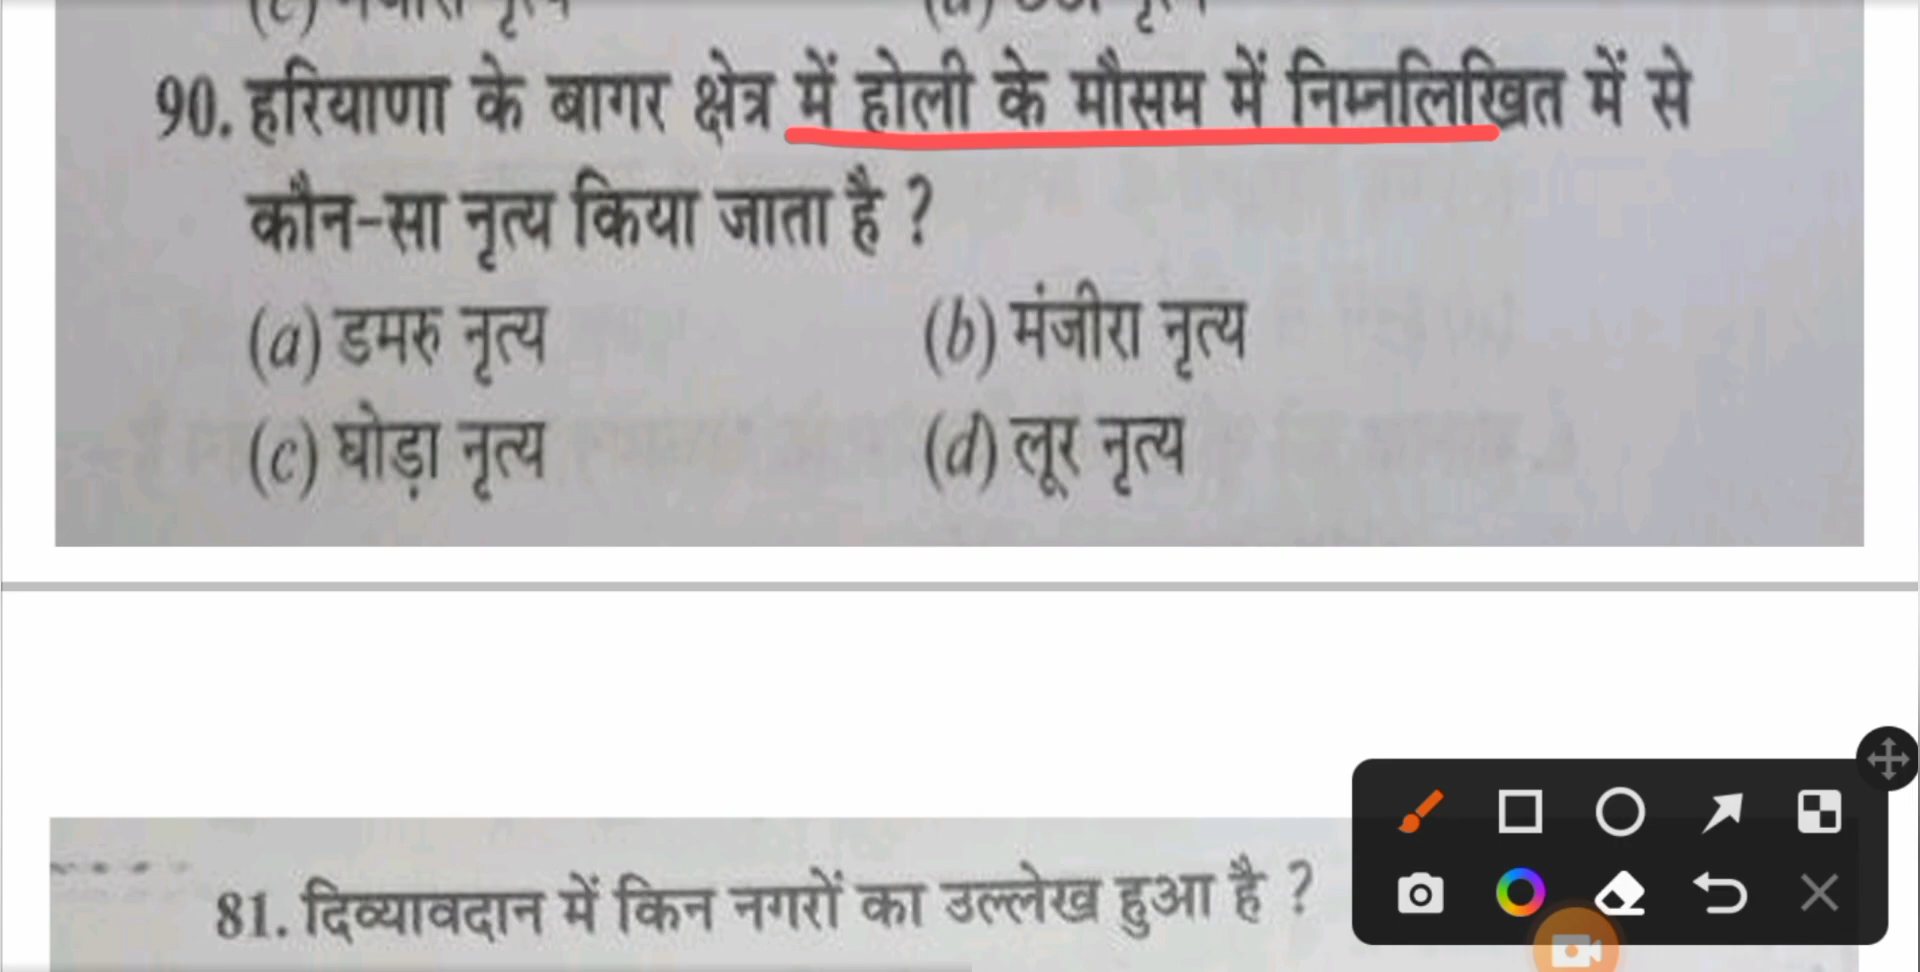 90. हरियाणा के बागर क्षेत्र में होली के मौसम में निम्नलिखित में से
कौन-सा नृत्य किया जाता है ?
(a) डमरु नृत्य (b) मंजीरा नृत्य
(c) घोड़ा नृत्य (d) लूर नृत्य
81. दिव्यावदान में किन नगरों का उल्लेख हुआ है ?